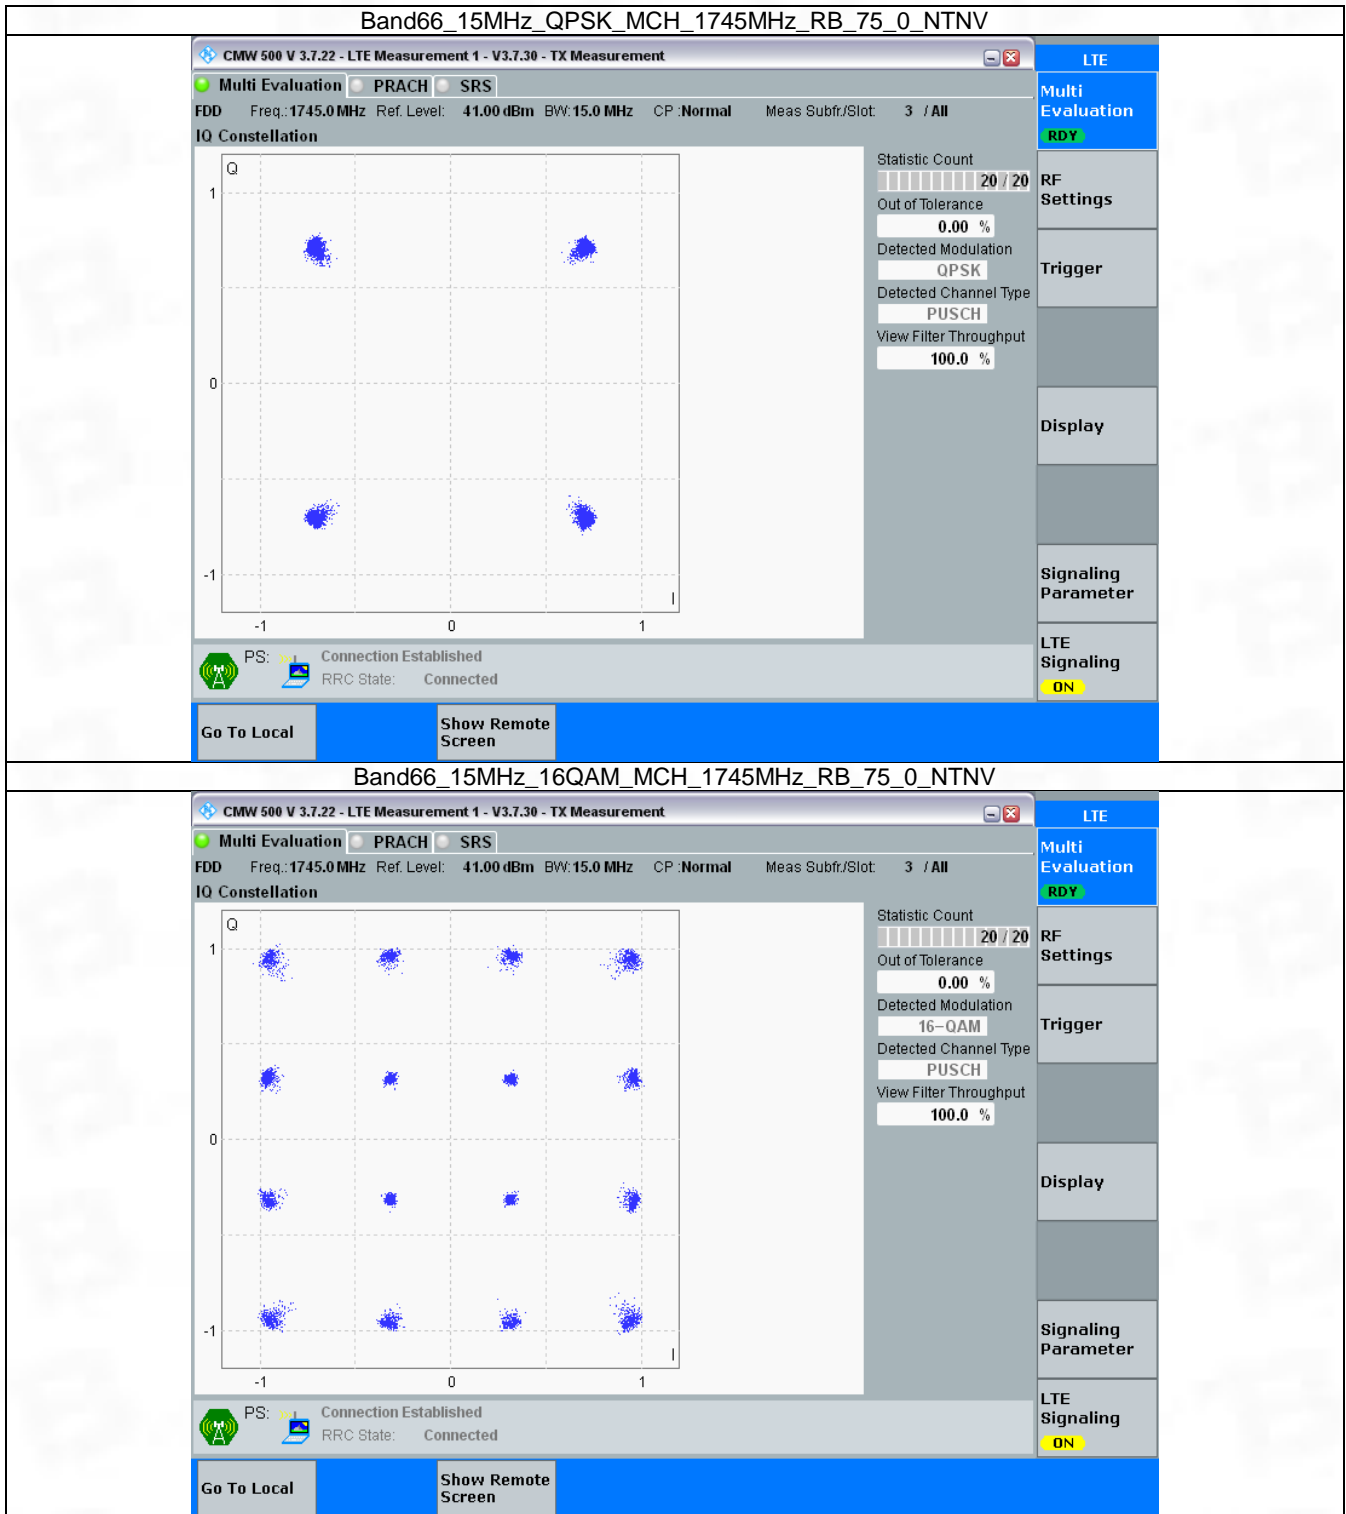 Band66_15MHz_QPSK_MCH_1745MHz_RB_75_0_NTNV
CMW 500 V 3.7.22 - LTE Measurement 1 - V3.7.30 - TX Measurement
LTE
Multi Evaluation PRACH SRS
FDD Freq.: 1745.0 MHz Ref. Level: 41.00 dBm BW: 15.0 MHz CP : Normal Meas Subfr./Slot: 3 / All
IQ Constellation
Q
1
0
-1
I
-1 0 1
Statistic Count
20 / 20
Out of Tolerance
0.00 %
Detected Modulation
QPSK
Detected Channel Type
PUSCH
View Filter Throughput
100.0 %
Multi
Evaluation
RDY
RF
Settings
Trigger
Display
Signaling
Parameter
LTE
Signaling
ON
PS: Connection Established
RRC State: Connected
Go To Local
Show Remote
Screen
Band66_15MHz_16QAM_MCH_1745MHz_RB_75_0_NTNV
CMW 500 V 3.7.22 - LTE Measurement 1 - V3.7.30 - TX Measurement
LTE
Multi Evaluation PRACH SRS
FDD Freq.: 1745.0 MHz Ref. Level: 41.00 dBm BW: 15.0 MHz CP : Normal Meas Subfr./Slot: 3 / All
IQ Constellation
Q
1
0
-1
I
-1 0 1
Statistic Count
20 / 20
Out of Tolerance
0.00 %
Detected Modulation
16-QAM
Detected Channel Type
PUSCH
View Filter Throughput
100.0 %
Multi
Evaluation
RDY
RF
Settings
Trigger
Display
Signaling
Parameter
LTE
Signaling
ON
PS: Connection Established
RRC State: Connected
Go To Local
Show Remote
Screen